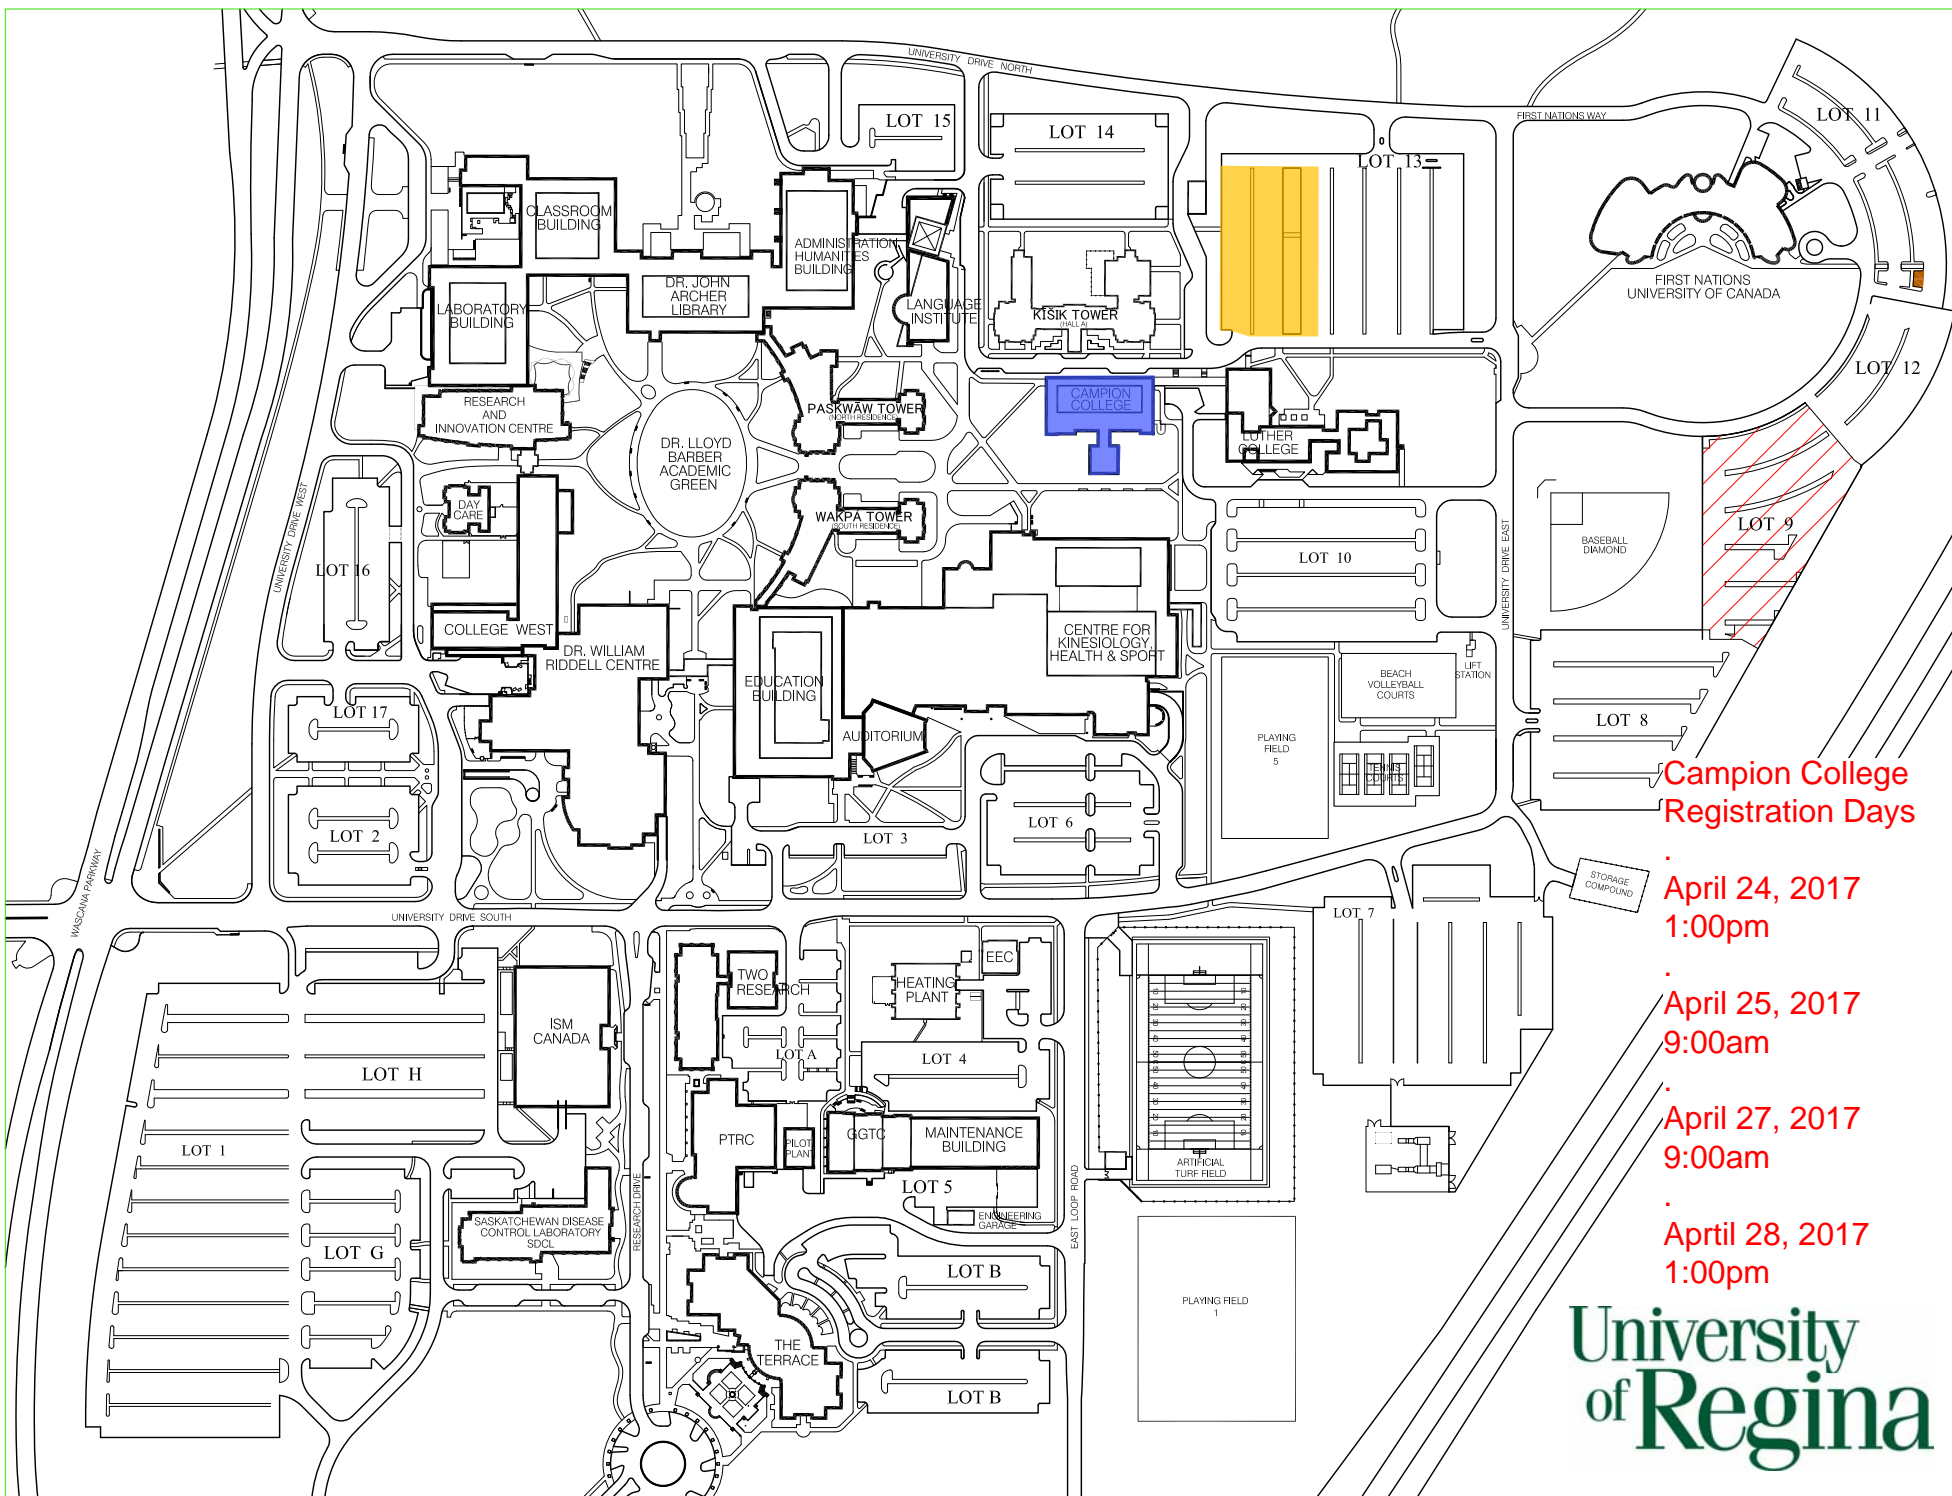 UNIVERSITY DRIVE NORTH
FIRST NATIONS WAY
LOT 11
LOT 15
LOT 14
LOT 13
CLASSROOM
BUILDING
ADMINISTRATION
HUMANITIES
BUILDING
DR. JOHN
ARCHER
LIBRARY
LABORATORY
BUILDING
LANGUAGE
INSTITUTE
KĪŠIK TOWER
(HALL A)
FIRST NATIONS
UNIVERSITY OF CANADA
LOT 12
RESEARCH
AND
INNOVATION CENTRE
PASKWĀW TOWER
(NORTH RESIDENCE)
CAMPION
COLLEGE
LUTHER
COLLEGE
DR. LLOYD
BARBER
ACADEMIC
GREEN
DAY
CARE
WAKPĀ TOWER
(SOUTH RESIDENCE)
UNIVERSITY DRIVE WEST
LOT 16
LOT 10
UNIVERSITY DRIVE EAST
BASEBALL
DIAMOND
LOT 9
COLLEGE WEST
DR. WILLIAM
RIDDELL CENTRE
CENTRE FOR
KINESIOLOGY,
HEALTH & SPORT
EDUCATION
BUILDING
AUDITORIUM
BEACH
VOLLEYBALL
COURTS
LIFT
STATION
LOT 17
LOT 8
PLAYING
FIELD
5
TENNIS
COURTS
LOT 2
LOT 3
LOT 6
WASCANA PARKWAY
UNIVERSITY DRIVE SOUTH
STORAGE
COMPOUND
LOT 7
Campion College
Registration Days
.
April 24, 2017
1:00pm
.
April 25, 2017
9:00am
.
April 27, 2017
9:00am
.
Aprtil 28, 2017
1:00pm
TWO
RESEARCH
HEATING
PLANT
EEC
ISM
CANADA
LOT A
LOT 4
LOT H
LOT 1
PTRC
PILOT
PLANT
GGTC
MAINTENANCE
BUILDING
ARTIFICIAL
TURF FIELD
LOT 5
ENGINEERING
GARAGE
RESEARCH DRIVE
EAST LOOP ROAD
SASKATCHEWAN DISEASE
CONTROL LABORATORY
SDCL
LOT G
LOT B
PLAYING FIELD
1
THE
TERRACE
LOT B
University
of Regina